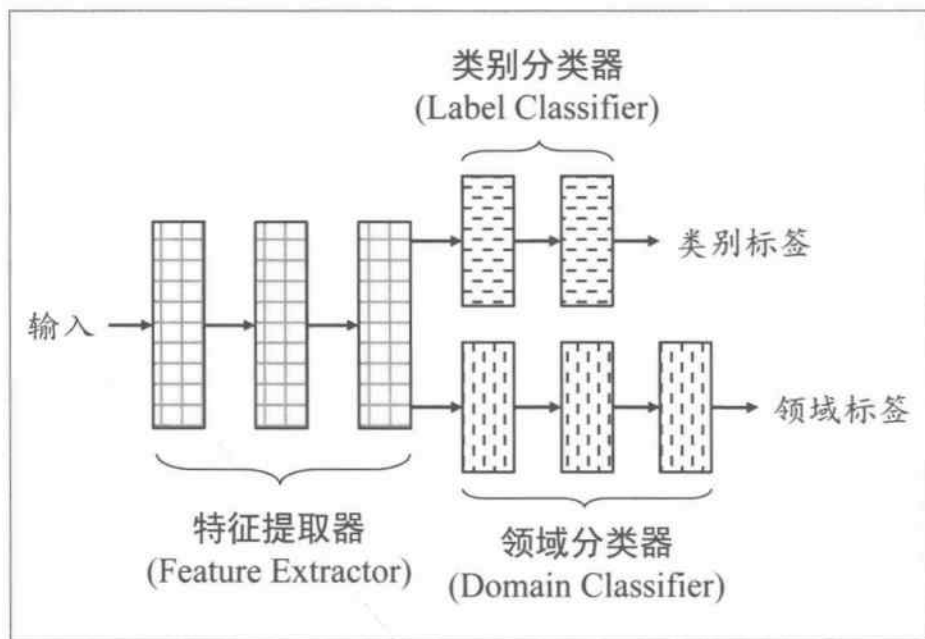 类别分类器
(Label Classifier)
类别标签
输入
领域标签
特征提取器
(Feature Extractor)
领域分类器
(Domain Classifier)